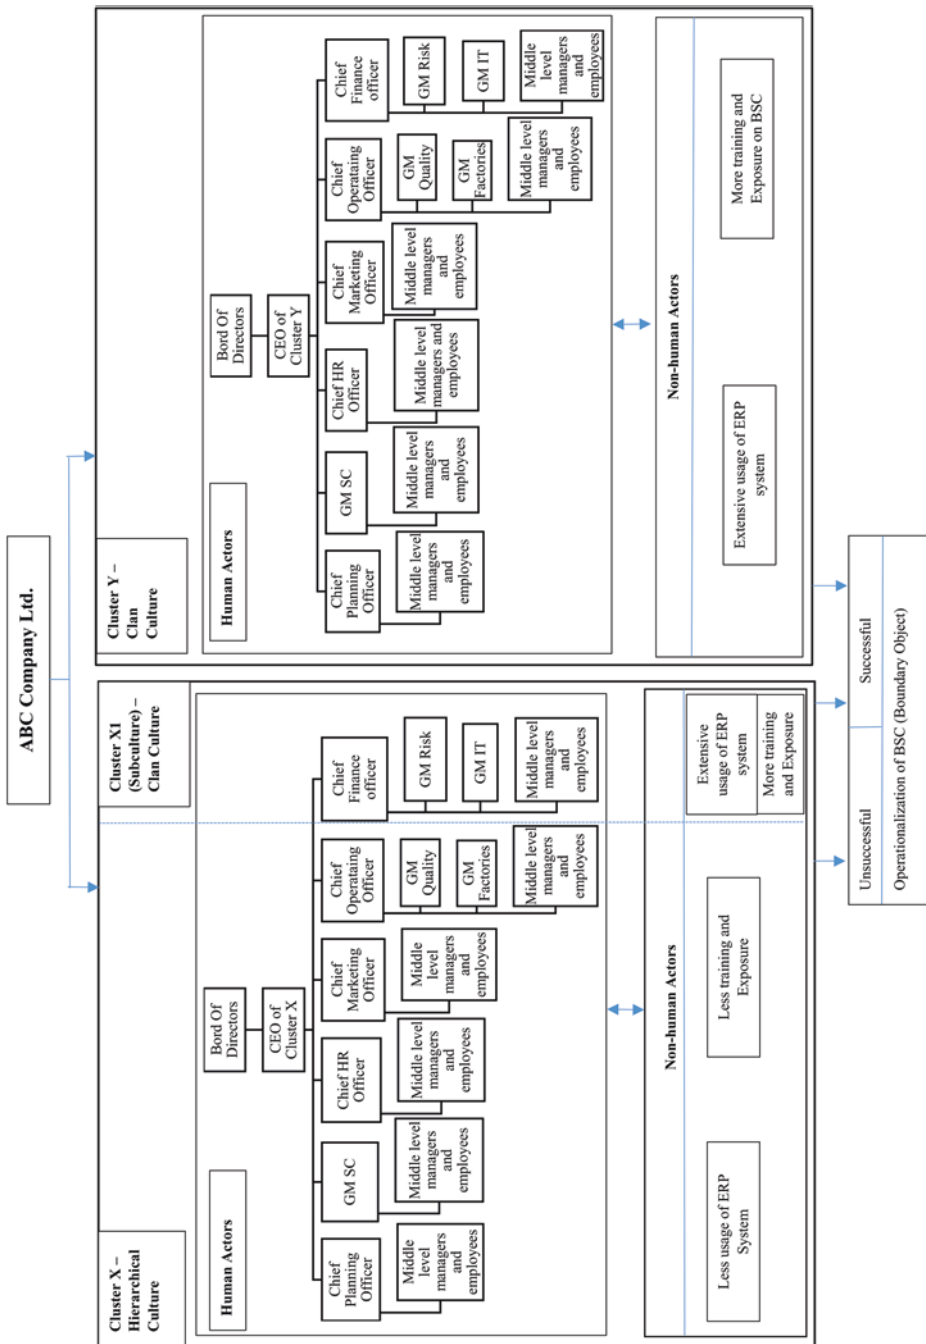 ABC Company Ltd.
Cluster X –
Hierarchical
Culture
Cluster X1
(Subculture) –
Clan Culture
Human Actors
Bord Of
Directors
CEO of
Cluster X
Chief
Planning
Officer
Middle
level
managers
and
employees
GM SC
Middle level
managers
and
employees
Chief HR
Officer
Middle level
managers
and
employees
Chief
Marketing
Officer
Middle
level
managers
and
employees
Chief
Operataing
Officer
GM
Quality
GM
Factories
Middle level
managers
and
employees
Chief
Finance
officer
GM Risk
GM IT
Middle level
managers
and
employees
Non-human Actors
Less usage of ERP
System
Less training and
Exposure
Extensive
usage of ERP
system
More training
and Exposure
Cluster Y –
Clan
Culture
Human Actors
Bord Of
Directors
CEO of
Cluster Y
Chief
Planning
Officer
Middle level
managers
and
employees
GM SC
Middle level
managers
and
employees
Chief HR
Officer
Middle level
managers and
employees
Chief
Marketing
Officer
Middle level
managers
and
employees
Chief
Operataing
Officer
GM
Quality
GM
Factories
Middle level
managers
and
employees
Chief
Finance
officer
GM Risk
GM IT
Middle
level
managers
and
employees
Non-human Actors
Extensive usage of ERP
system
More training and
Exposure on BSC
Unsuccessful
Successful
Operationalization of BSC (Boundary Object)